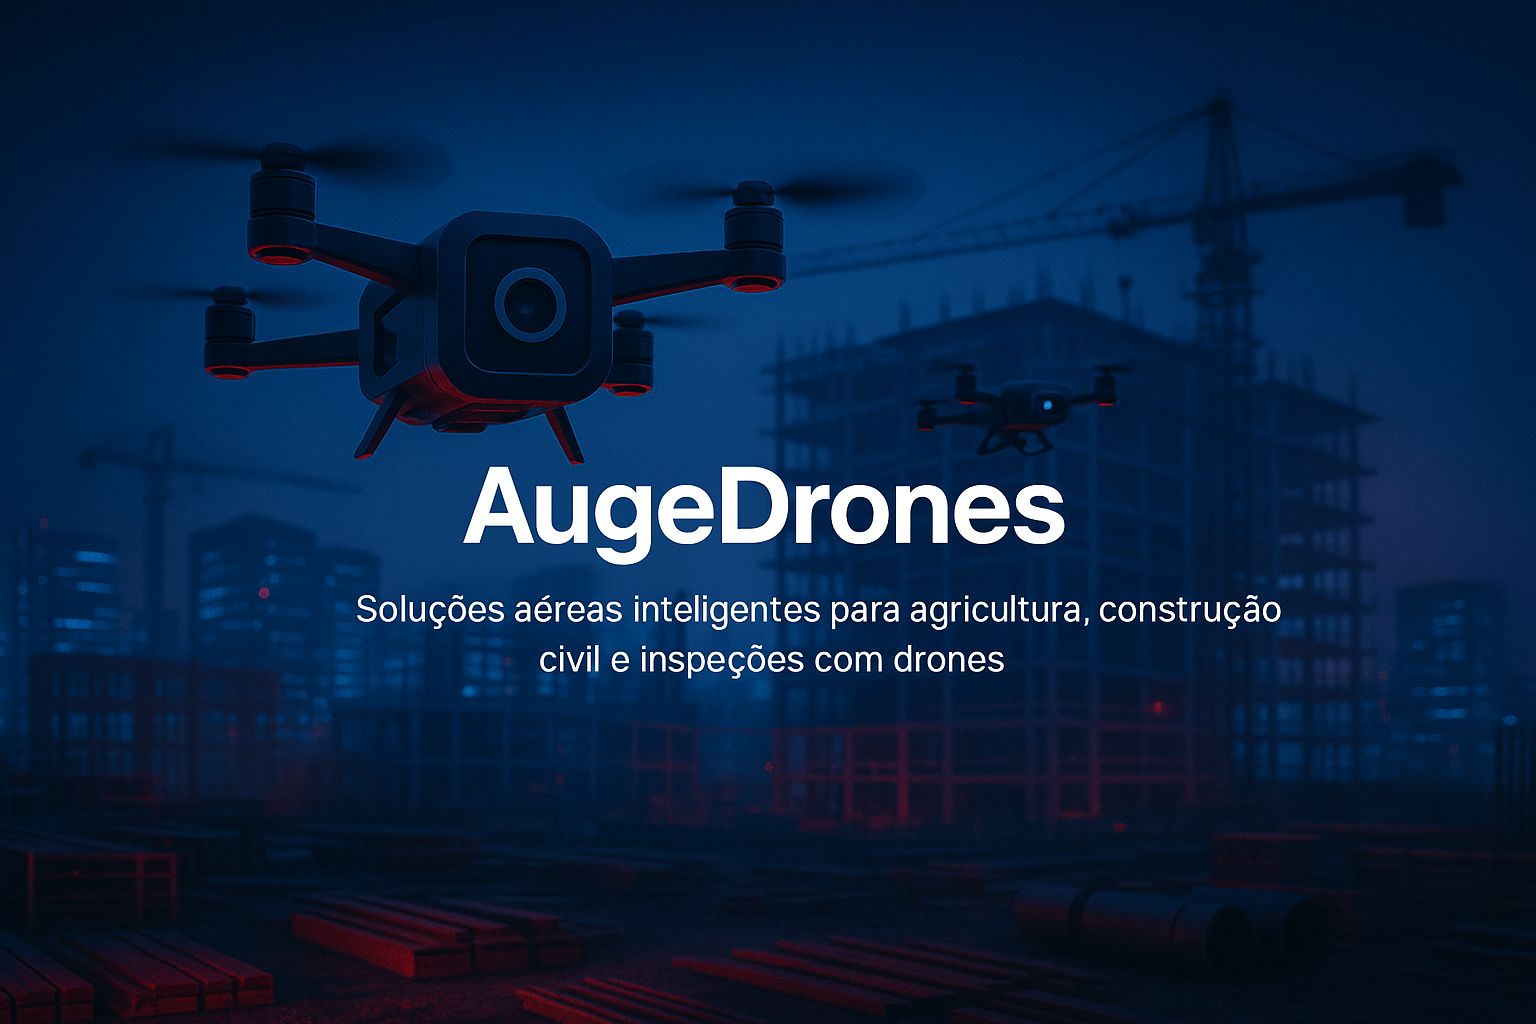 AugeDrones
Soluções aéreas inteligentes para agricultura, construção
civil e inspeções com drones